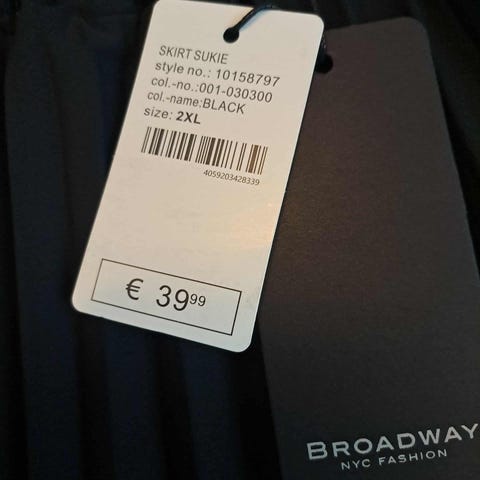 SKIRT SUKIE
style no.: 10158797
col.-no.:001-030300
col.-name:BLACK
size: 2XL
4059203428339
€ 3999
BROADWAY
NYC FASHION